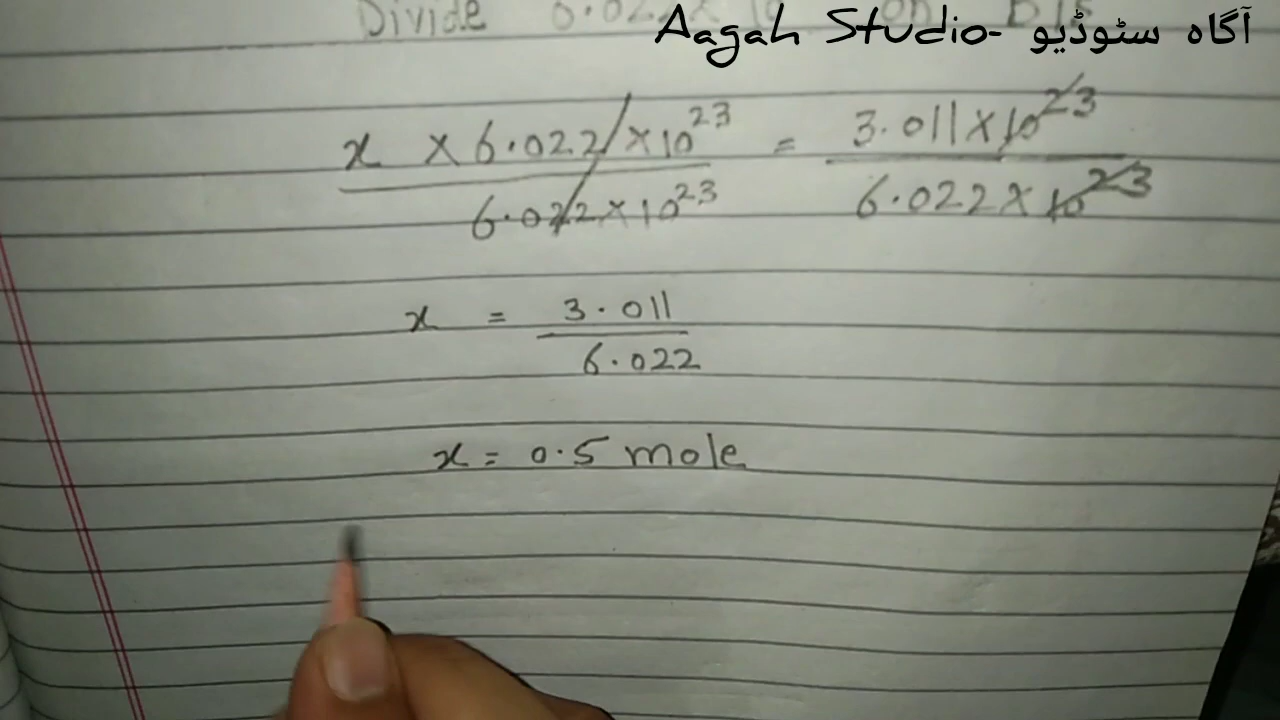 Divide
Aagah Studio- آگاہ سٹوڈیو
x × 6.022 × 10²³ / 6.022 × 10²³ = 3.011 × 10²³ / 6.022 × 10²³
x = 3.011 / 6.022
x = 0.5 mole